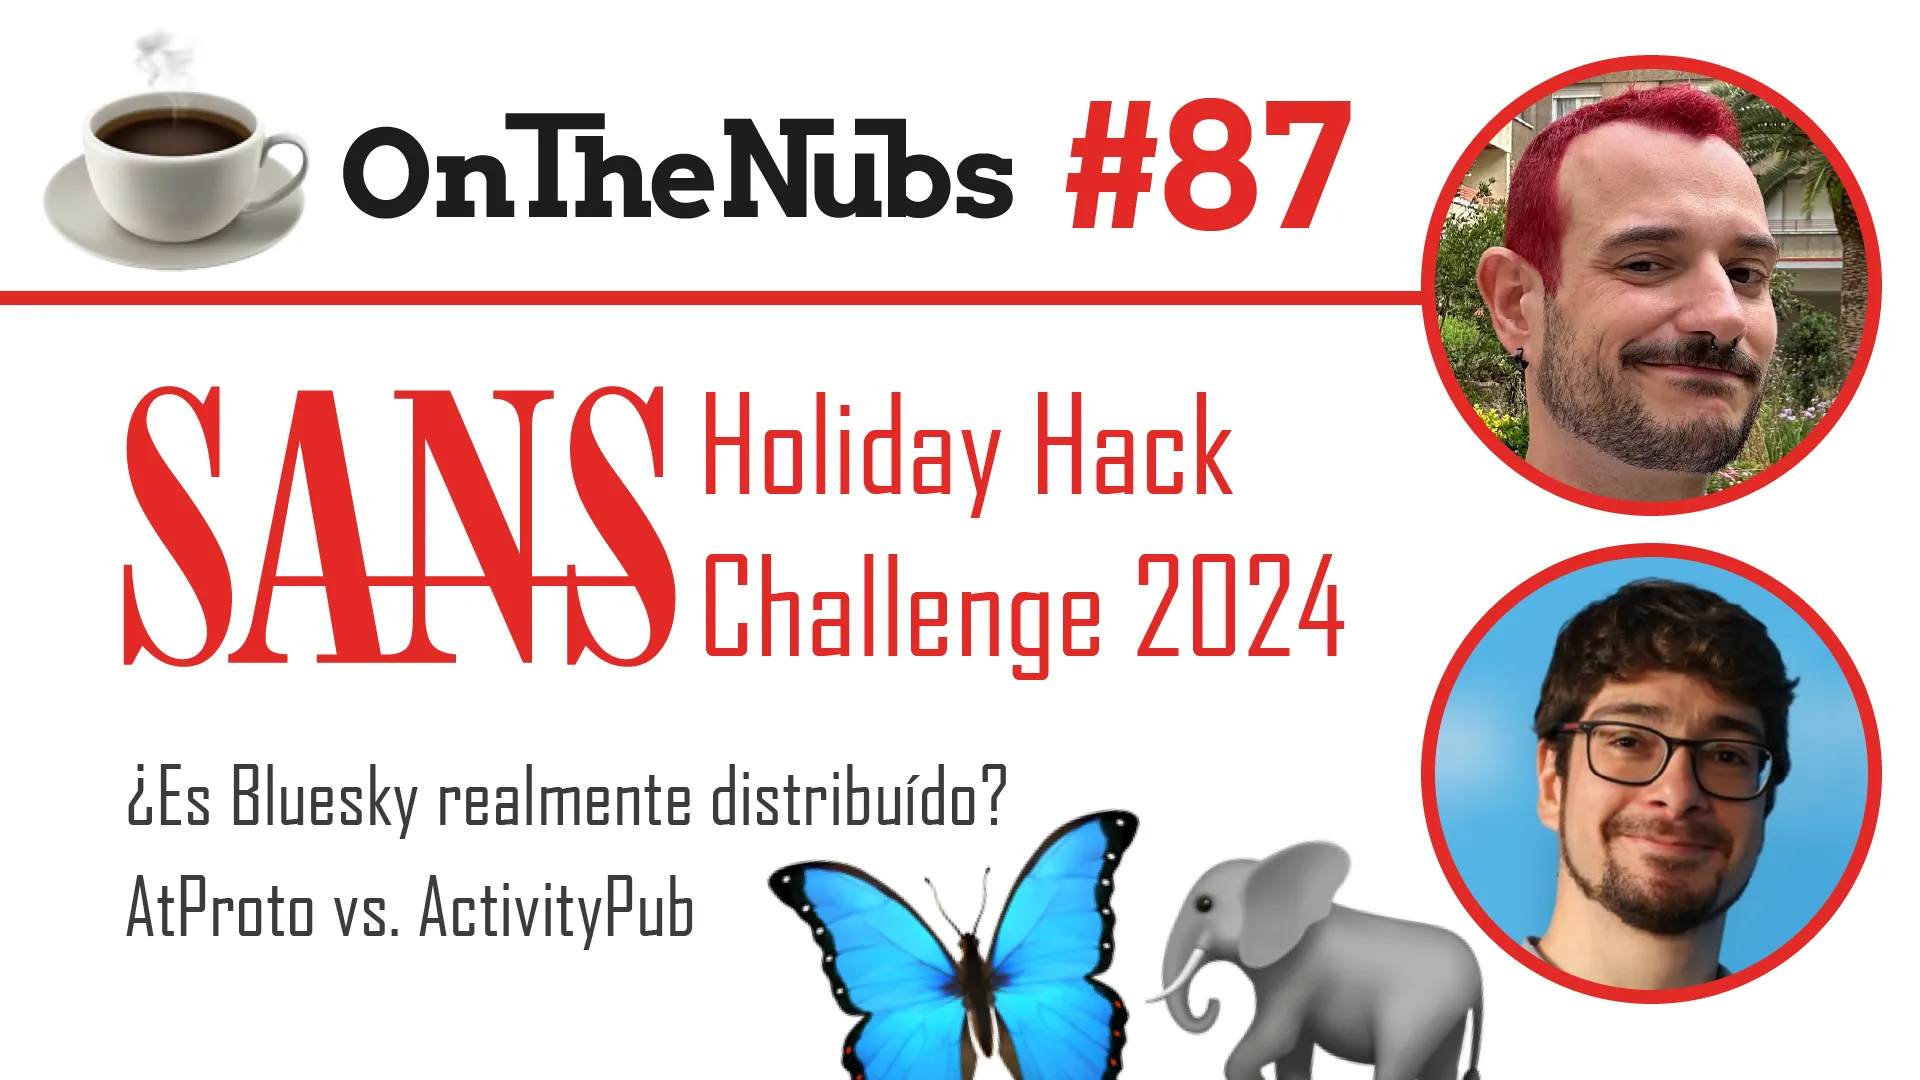 OnTheNubs #87
SANS Holiday Hack
Challenge 2024
¿Es Bluesky realmente distribuído?
AtProto vs. ActivityPub